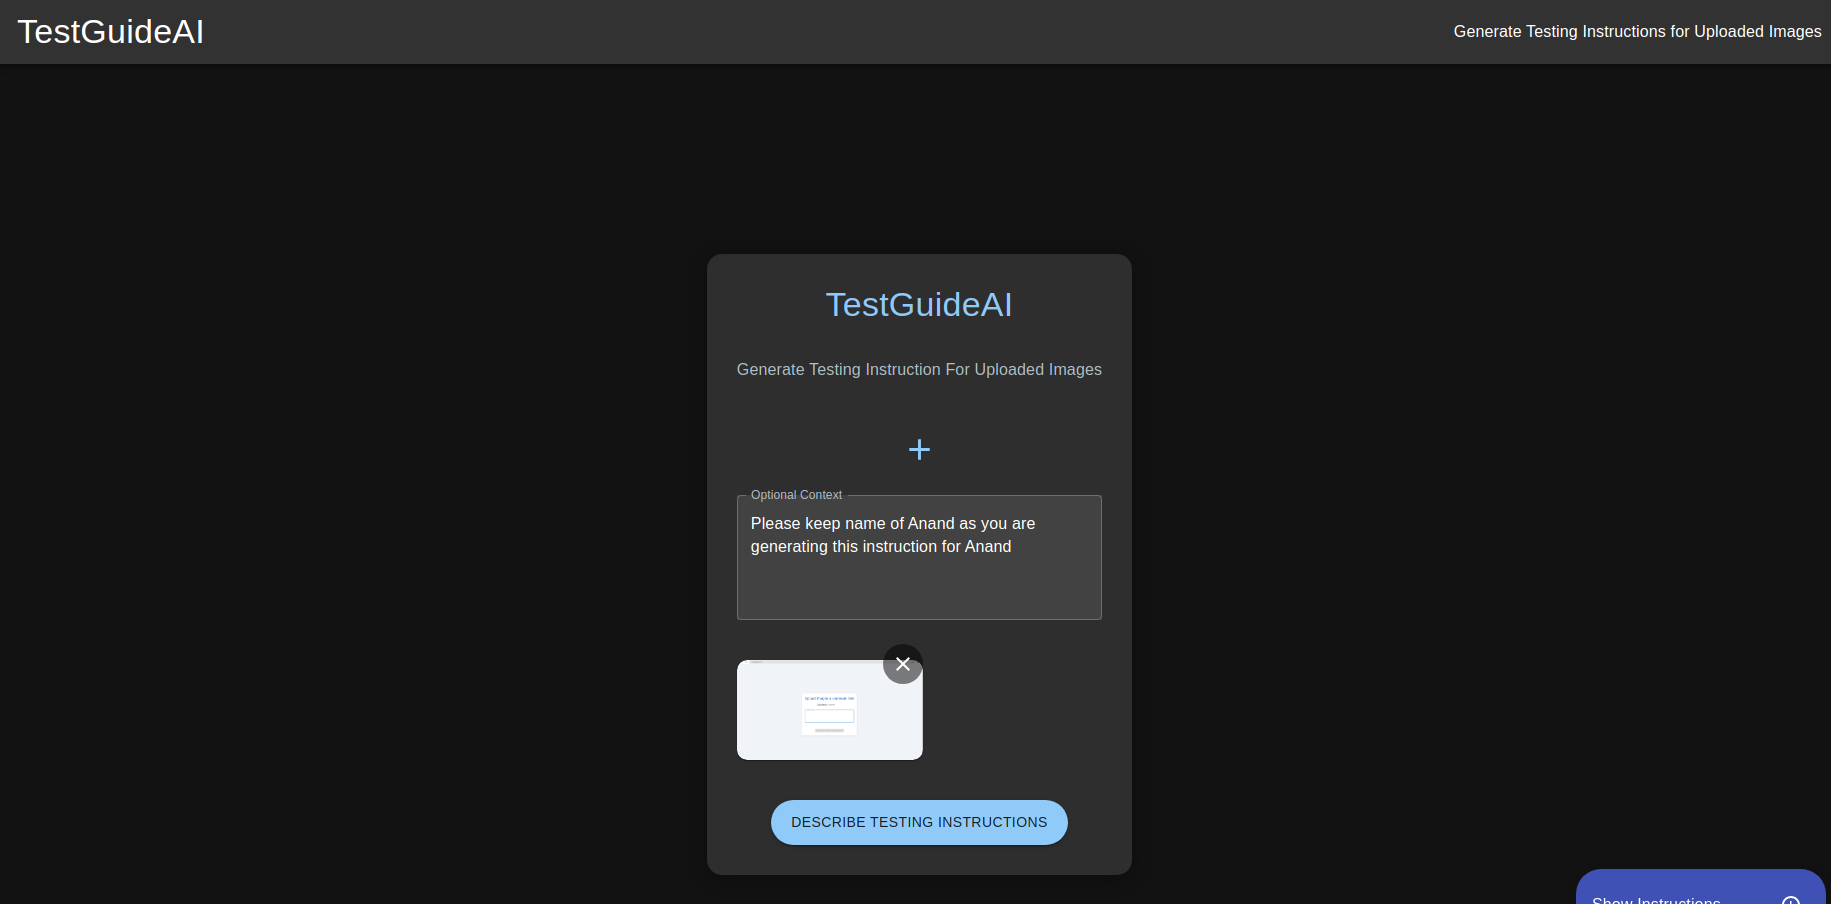 TestGuideAI
Generate Testing Instructions for Uploaded Images
TestGuideAI
Generate Testing Instruction For Uploaded Images
Optional Context
Please keep name of Anand as you are
generating this instruction for Anand
DESCRIBE TESTING INSTRUCTIONS
Show Instructions